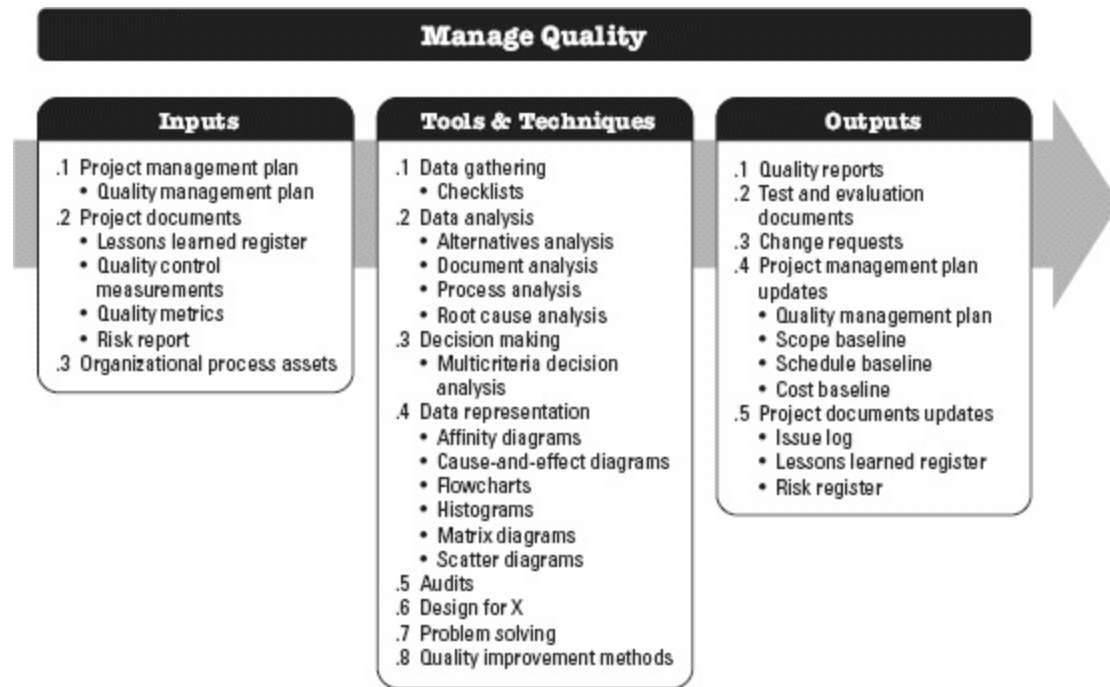 Manage Quality
Inputs
.1 Project management plan
• Quality management plan
.2 Project documents
• Lessons learned register
• Quality control
measurements
• Quality metrics
• Risk report
.3 Organizational process assets
Tools & Techniques
.1 Data gathering
• Checklists
.2 Data analysis
• Alternatives analysis
• Document analysis
• Process analysis
• Root cause analysis
.3 Decision making
• Multicriteria decision
analysis
.4 Data representation
• Affinity diagrams
• Cause-and-effect diagrams
• Flowcharts
• Histograms
• Matrix diagrams
• Scatter diagrams
.5 Audits
.6 Design for X
.7 Problem solving
.8 Quality improvement methods
Outputs
.1 Quality reports
.2 Test and evaluation
documents
.3 Change requests
.4 Project management plan
updates
• Quality management plan
• Scope baseline
• Schedule baseline
• Cost baseline
.5 Project documents updates
• Issue log
• Lessons learned register
• Risk register